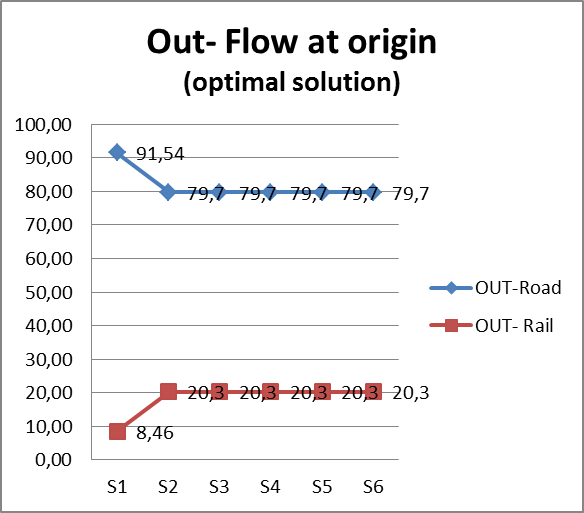 Out- Flow at origin
(optimal solution)
100,00
90,00
80,00
70,00
60,00
50,00
40,00
30,00
20,00
10,00
0,00
91,54
79,7 79,7 79,7 79,7 79,7
8,46
20,3 20,3 20,3 20,3 20,3
S1 S2 S3 S4 S5 S6
OUT-Road
OUT- Rail